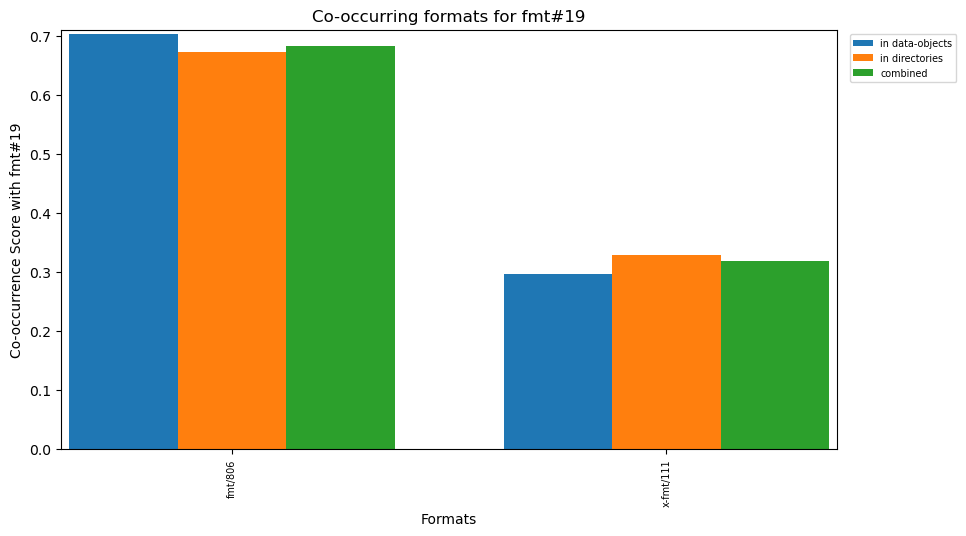 Co-occurring formats for fmt#19
in data-objects
in directories
combined
Co-occurrence Score with fmt#19
0.7
0.6
0.5
0.4
0.3
0.2
0.1
0.0
fmt/806
x-fmt/111
Formats